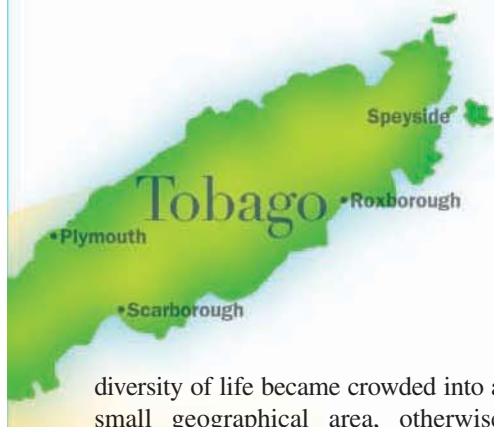 Speyside
Tobago
•Roxborough
•Plymouth
•Scarborough
diversity of life became crowded into a
small geographical area, otherwise